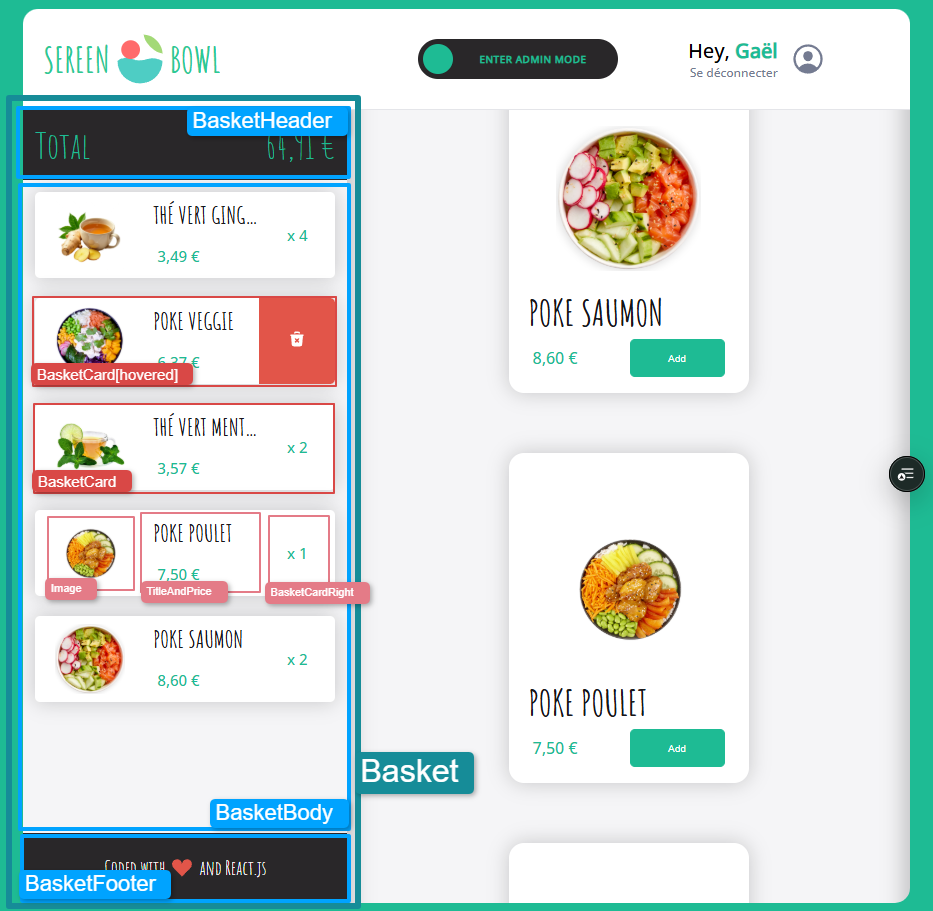 SEREEN BOWL
ENTER ADMIN MODE
Hey, Gaël
Se déconnecter
BasketHeader
TOTAL
64,91 €
THÉ VERT GING...
3,49 €
x 4
POKE VEGGIE
6,37 €
BasketCard[hovered]
THÉ VERT MENT...
3,57 €
x 2
BasketCard
POKE POULET
7,50 €
x 1
Image
TitleAndPrice
BasketCardRight
POKE SAUMON
8,60 €
x 2
Basket
BasketBody
CODED WITH AND REACT.JS
BasketFooter
POKE SAUMON
8,60 €
Add
POKE POULET
7,50 €
Add